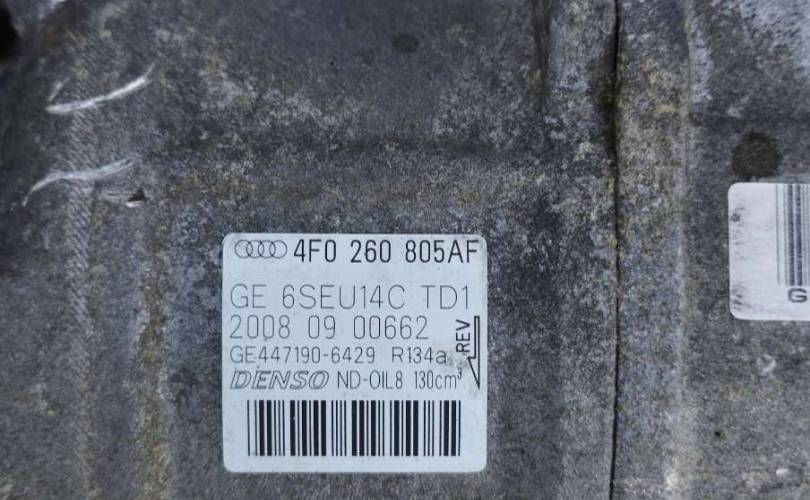 4F0 260 805AF
GE 6SEU14C TD1
2008 09 00662
REV
GE447190-6429 R134a
DENSO ND-OIL8 130cm³
G